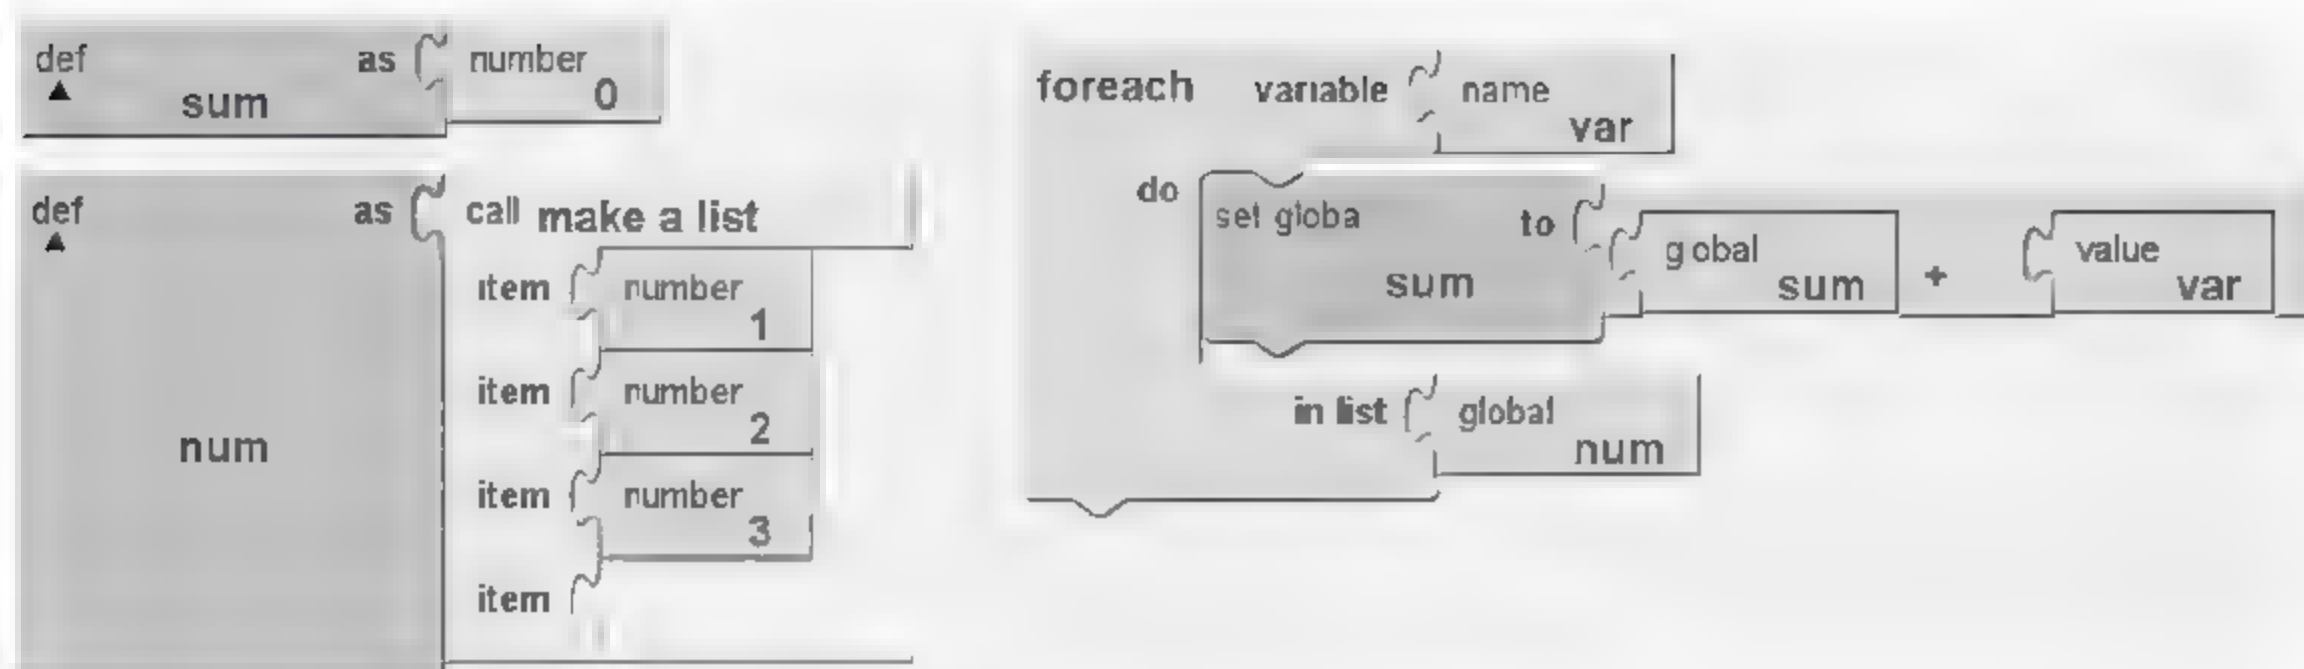 def as number
sum 0
def as call make a list
item number
1
item number
num 2
item number
3
item
foreach variable name
var
do set globa to global + value
sum sum var
in list global
num